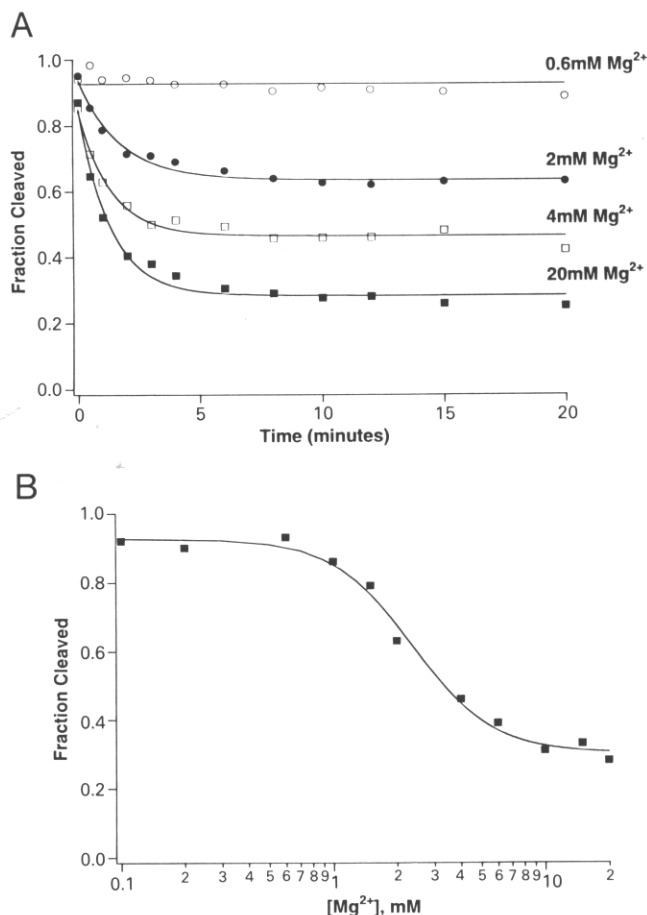 A
1.0
0.8
0.6
0.4
0.2
0.0
Fraction Cleaved
0.6mM Mg2+
2mM Mg2+
4mM Mg2+
20mM Mg2+
0 5 10 15 20
Time (minutes)
B
1.0
0.8
0.6
0.4
0.2
0.0
Fraction Cleaved
0.1 2 3 4 5 6 7 8 9 1 2 3 4 5 6 7 8 9 10 2
[Mg2+], mM